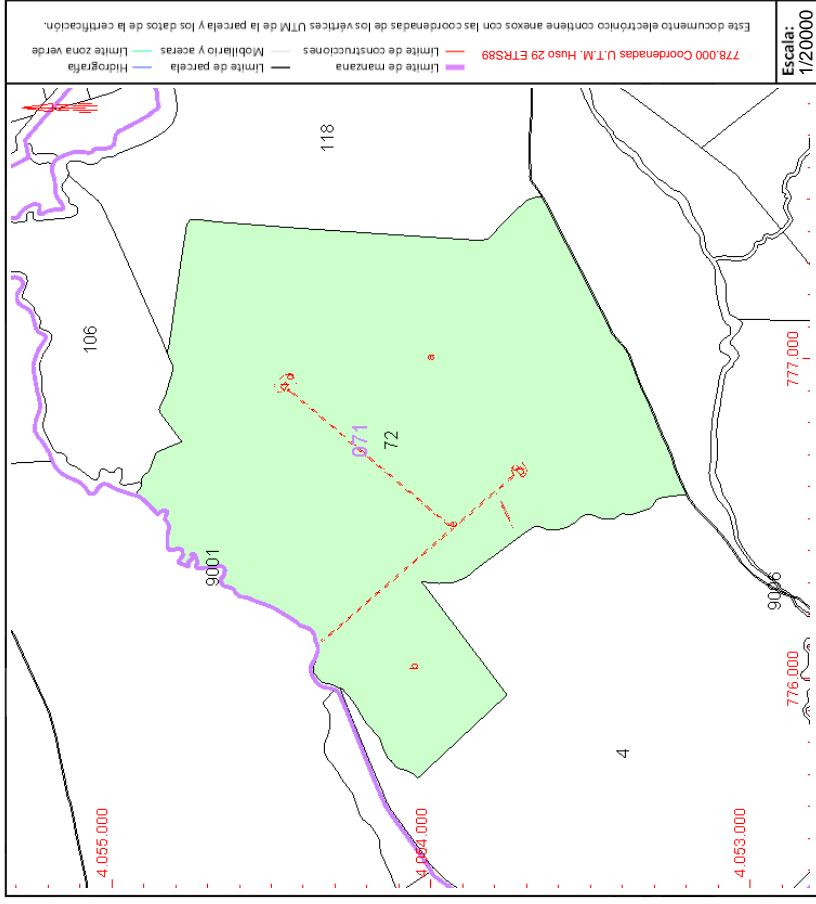 Este documento electrónico contiene anexos con las coordenadas de los vértices UTM de la parcela y los datos de la certificación.
778.000 Coordenadas U.T.M. Huso 29 ETRS89
Límite de construcciones
Mobiliario y aceras
Límite zona verde
Límite de manzana
Límite de parcela
Hidrografía
Escala:
1/20000
118
106
a
d
777.000
071
72
c
9001
9006
b
776.000
4
4.055.000
4.054.000
4.053.000